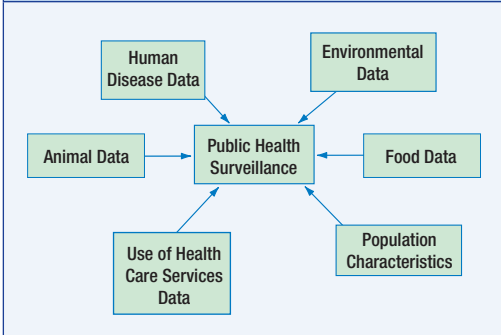 Human
Disease Data
Environmental
Data
Animal Data
Public Health
Surveillance
Food Data
Use of Health
Care Services
Data
Population
Characteristics